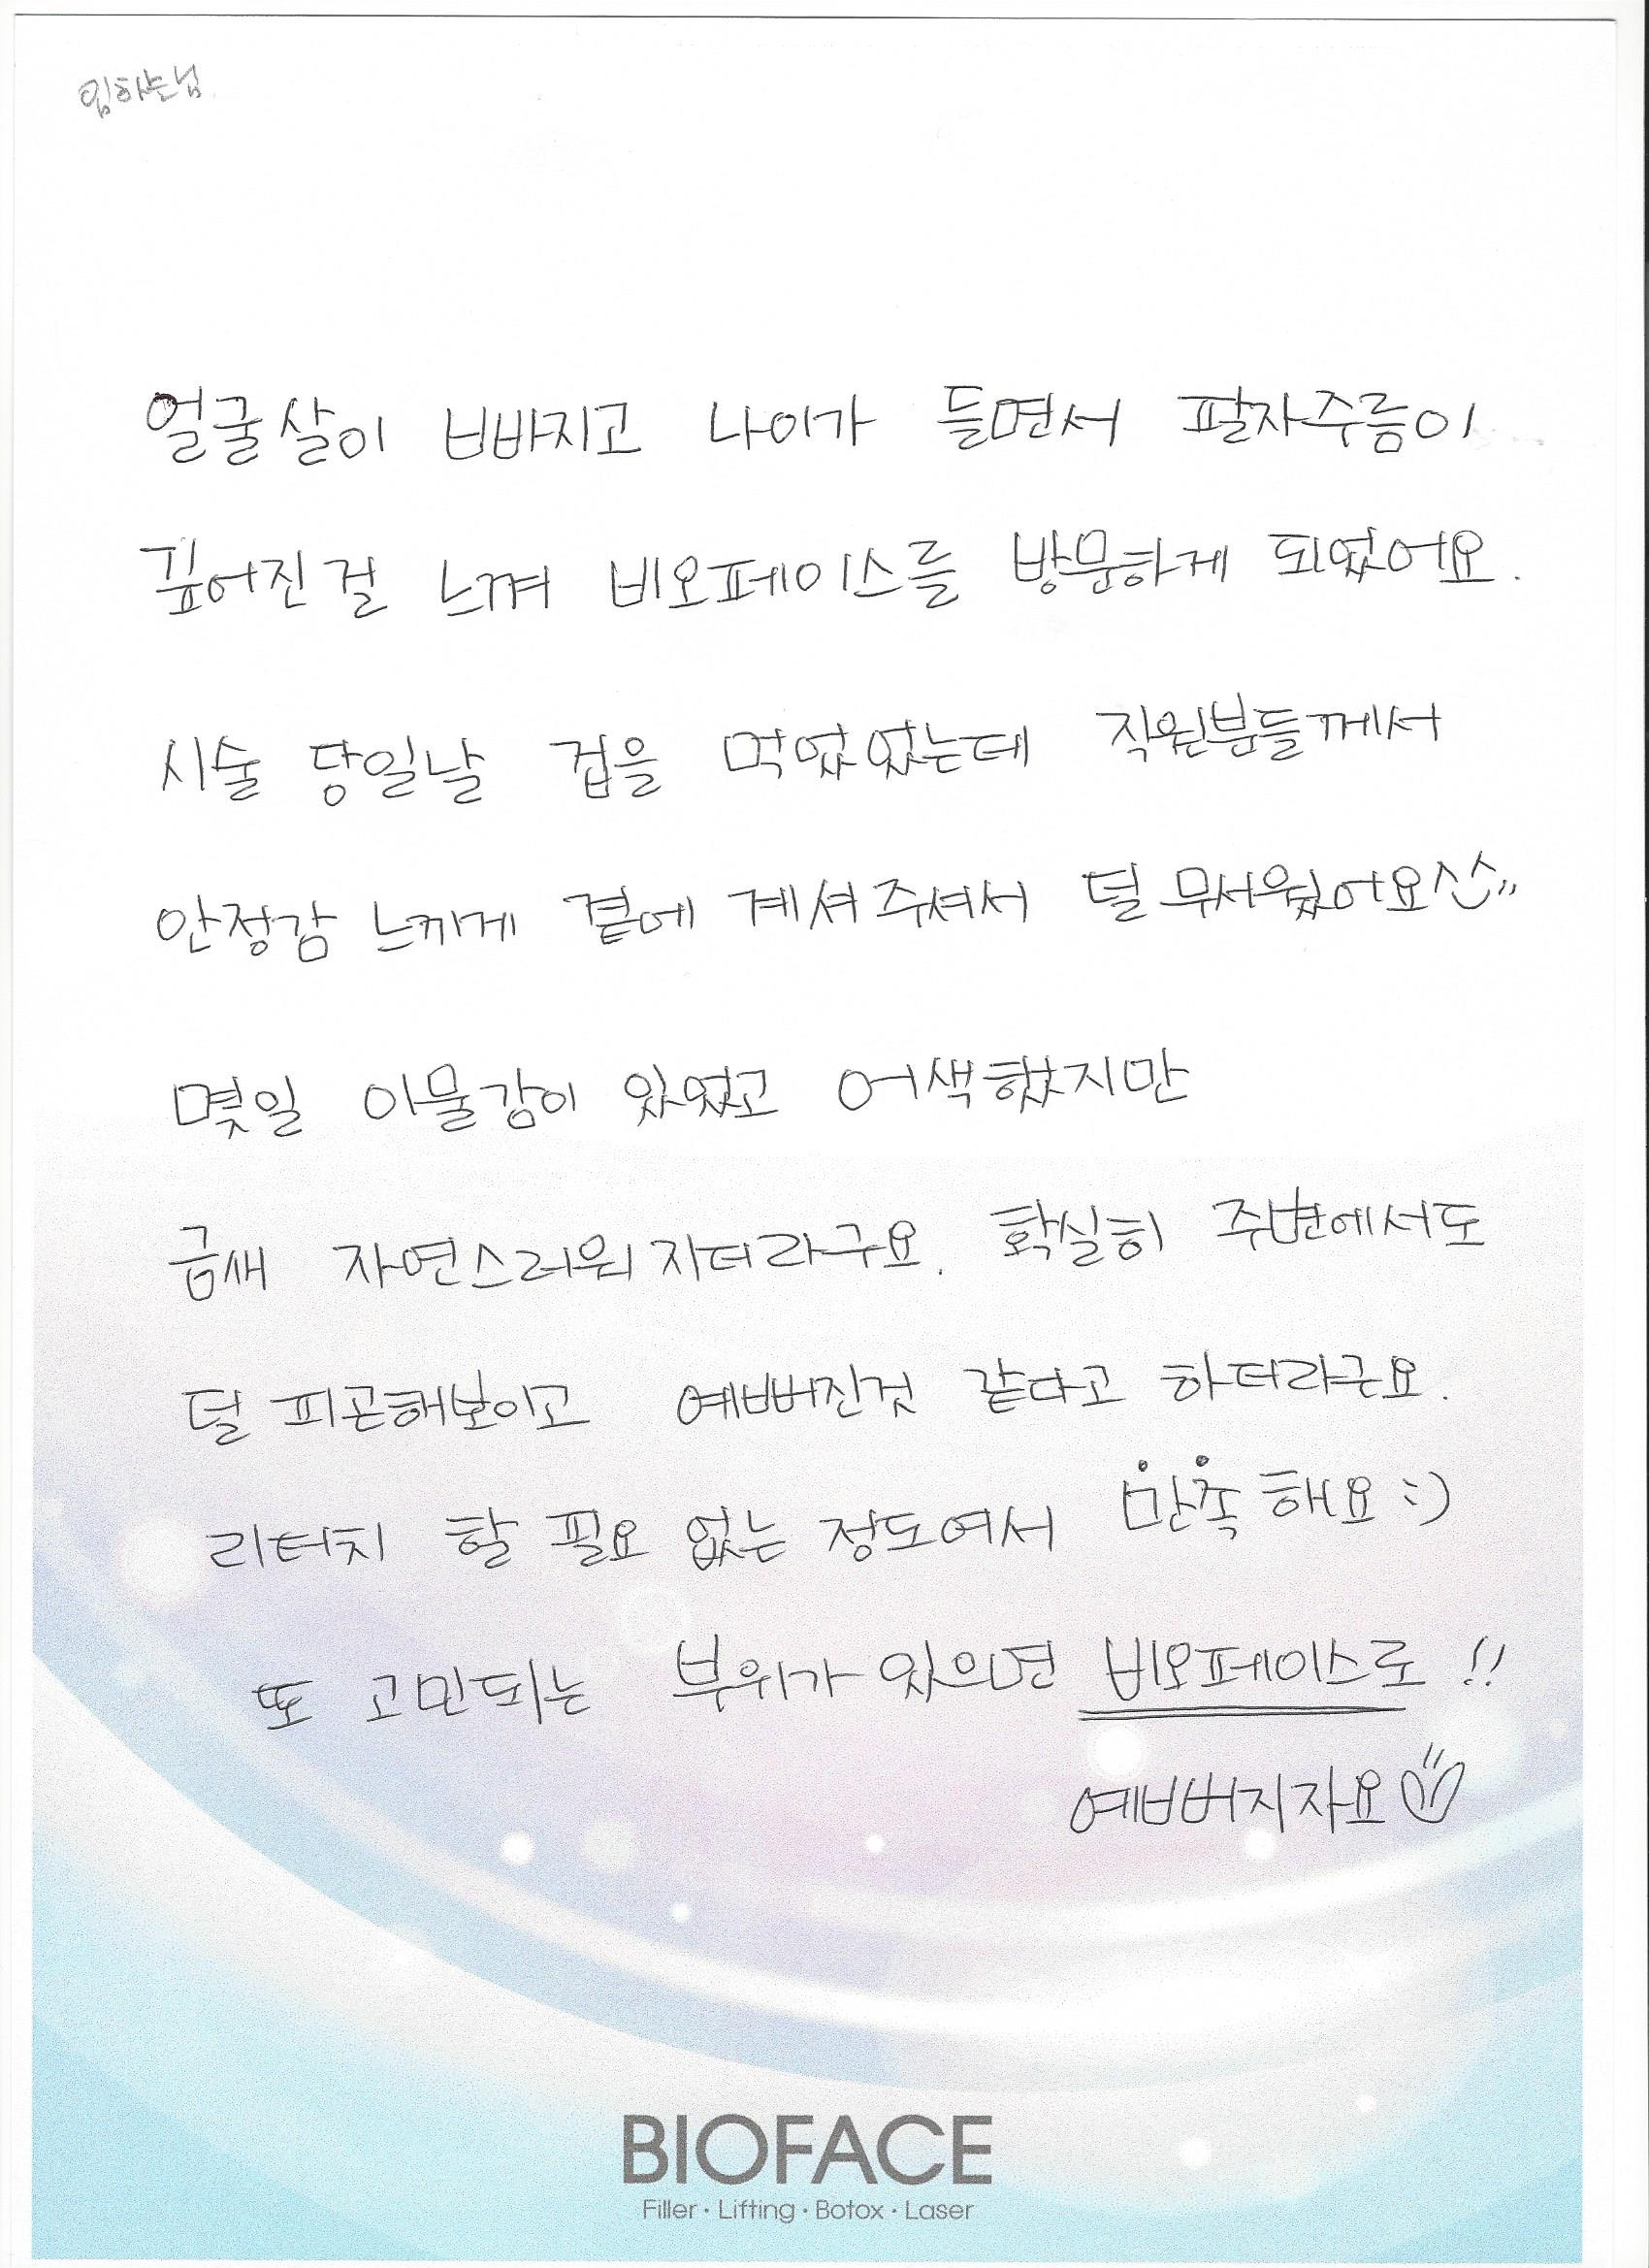 얼굴살이 빠지고 나이가 들면서 팔자주름이
깊어진걸 느껴 비오페이스를 방문하게 되었어요.
시술 당일날 겁을 먹었었는데 직원분들께서
안정감 느끼게 곁에 계셔주셔서 덜 무서웠어요^^"
몇일 이물감이 있었고 어색했지만
금새 자연스러워지더라구요. 확실히 주변에서도
덜 피곤해보이고 예뻐진것 같다고 하더라구요.
리터치 할 필요 없는 정도여서 만족해요:)
또 고민되는 부위가 있으면 비오페이스로!!
예뻐지자요
BIOFACE
Filler · Lifting · Botox · Laser